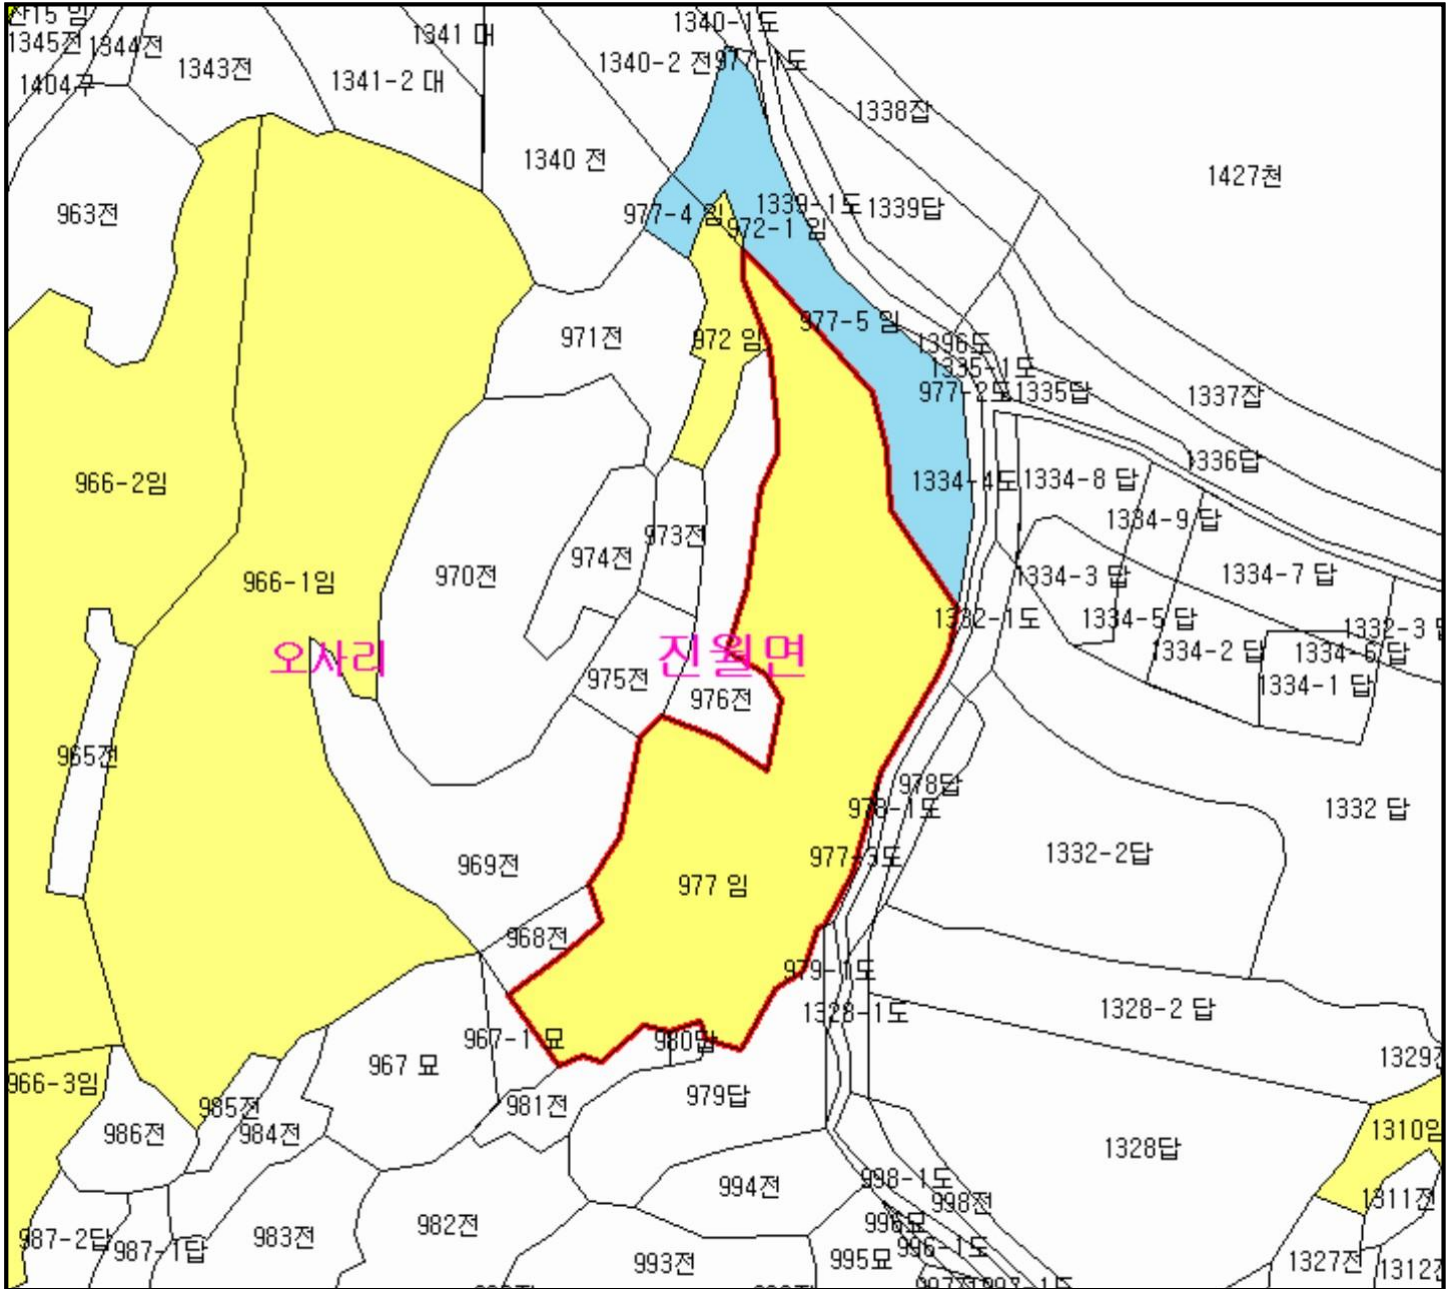 산15 임
1345전
1344전
1404구
1343전
1341 대
1341-2 대
1340-1도
1340-2 전
977-1도
1338잡
1340 전
1427천
963전
977-4 임
1339-1도
1339답
972-1 임
977-5 임
971전
972 임
1396도
1335-1도
977-2도
1335답
1337잡
1336답
966-2임
1334-4도
1334-8 답
1334-9 답
973전
974전
970전
966-1임
1334-3 답
1334-7 답
1332-1도
1334-5 답
1332-3
1334-2 답
1334-6 답
오사리
진월면
975전
976전
1334-1 답
965전
978답
978-1도
1332 답
977-3도
1332-2답
969전
977 임
968전
979-1도
1328-1도
1328-2 답
967-1 묘
980답
967 묘
1329
966-3임
979답
985전
981전
986전
984전
1310임
1328답
994전
998-1도
998전
1311전
996묘
982전
983전
987-2답
987-1답
996-1도
995묘
993전
1327전
1312
997전
997-1도